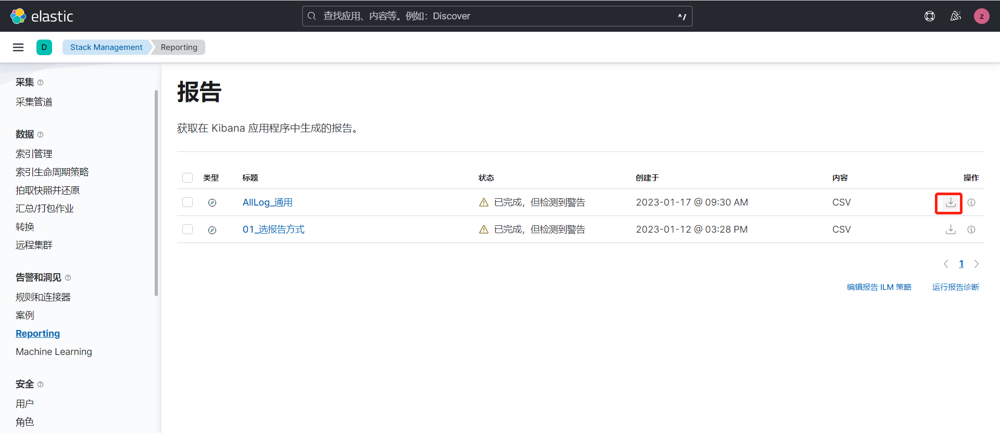 elastic
查找应用、内容等。例如：Discover
^/
z
D
Stack Management
Reporting
采集
采集管道
数据
索引管理
索引生命周期策略
拍取快照并还原
汇总/打包作业
转换
远程集群
告警和洞见
规则和连接器
案例
Reporting
Machine Learning
安全
用户
角色
报告
获取在 Kibana 应用程序中生成的报告。
类型 标题 状态 创建于 内容 操作
AllLog_通用 已完成，但检测到警告 2023-01-17 @ 09:30 AM CSV
01_选报告方式 已完成，但检测到警告 2023-01-12 @ 03:28 PM CSV
1
编辑报告 ILM 策略 运行报告诊断